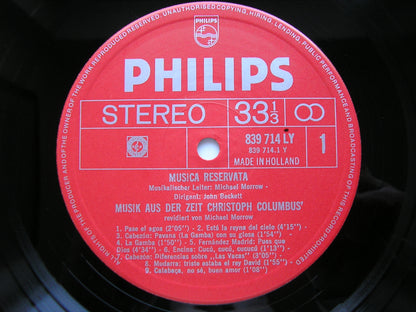 ALL RIGHTS OF THE PRODUCER AND OF THE OWNER OF THE WORK REPRODUCED RESERVED · UNAUTHORISED COPYING, HIRING, LENDING, PUBLIC PERFORMANCE AND BROADCASTING OF THIS RECORD PROHIBITED
PHILIPS
PHILIPS
STEREO
33 1/3
839 714 LY
839 714.1 Y
MADE IN HOLLAND
1
MUSICA RESERVATA
Musikalischer Leiter: Michael Morrow
Dirigent: John Beckett
MUSIK AUS DER ZEIT CHRISTOPH COLUMBUS'
revidiert von Michael Morrow
1. Pase el agoa (2'05") - 2. Está la reyna del cielo (4'15")
3. Cabezón: Pavana (La Gamba) con su glosa (1'54")
4. La Gamba (1'50") - 5. Fernández Madrid: Pues que
Dios (4'34") - 6. Encina: Cucú, cucú, cucucú (1'13")
7. Cabezón: Diferencias sobre „Las Vacas" (3'05")
8. Mudarra: Triste estaba el rey David (1'55")
9. Calabaça, no sé, buen amor (1'08")